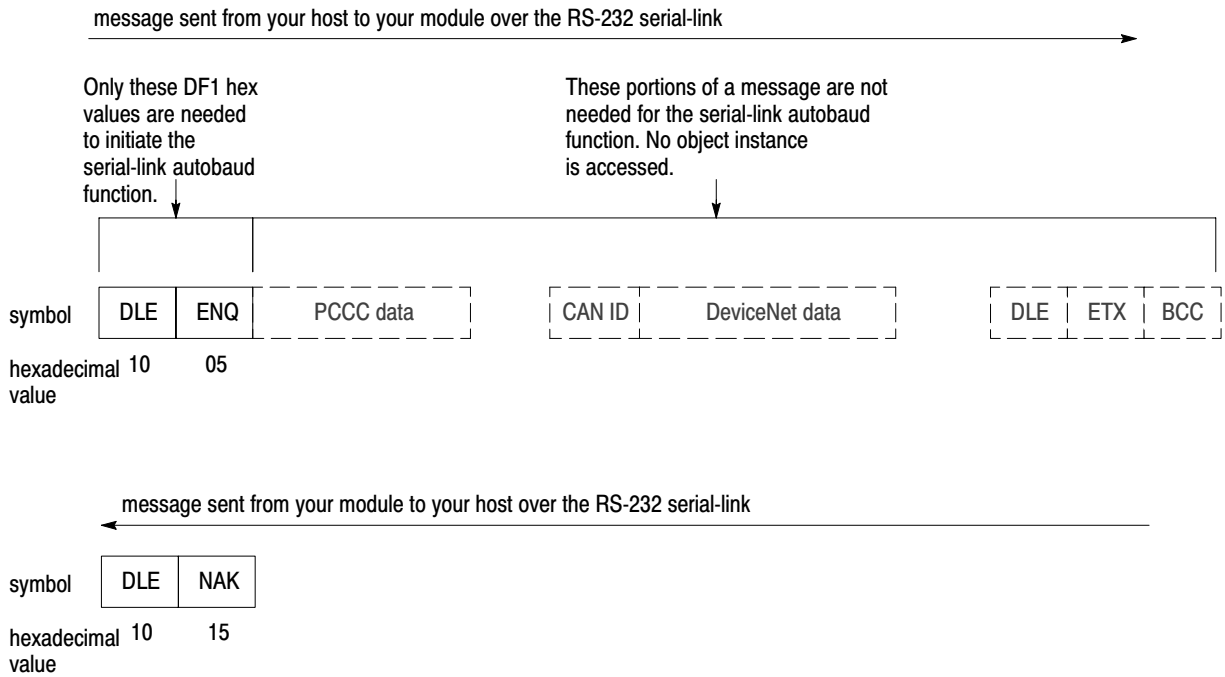 message sent from your host to your module over the RS-232 serial-link
Only these DF1 hex
values are needed
to initiate the
serial-link autobaud
function.
These portions of a message are not
needed for the serial-link autobaud
function. No object instance
is accessed.
symbol DLE ENQ PCCC data CAN ID DeviceNet data DLE ETX BCC
hexadecimal 10 05
value
message sent from your module to your host over the RS-232 serial-link
symbol DLE NAK
hexadecimal 10 15
value